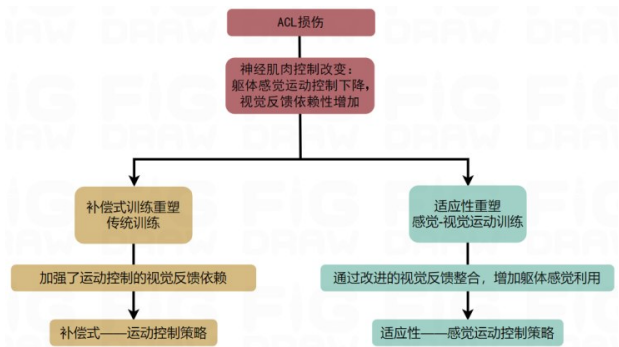 ACL损伤
神经肌肉控制改变：
躯体感觉运动控制下降，
视觉反馈依赖性增加
补偿式训练重塑
传统训练
适应性重塑
感觉-视觉运动训练
加强了运动控制的视觉反馈依赖
通过改进的视觉反馈整合，增加躯体感觉利用
补偿式——运动控制策略
适应性——感觉运动控制策略